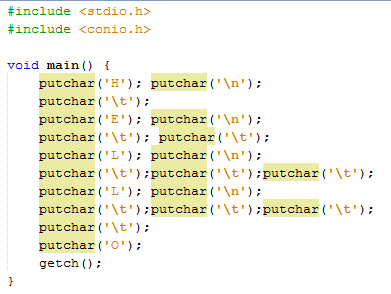 #include <stdio.h>
#include <conio.h>
void main() {
putchar('H'); putchar('\n');
putchar('\t');
putchar('E'); putchar('\n');
putchar('\t'); putchar('\t');
putchar('L'); putchar('\n');
putchar('\t');putchar('\t');putchar('\t');
putchar('L'); putchar('\n');
putchar('\t');putchar('\t');putchar('\t');
putchar('\t');
putchar('O');
getch();
}